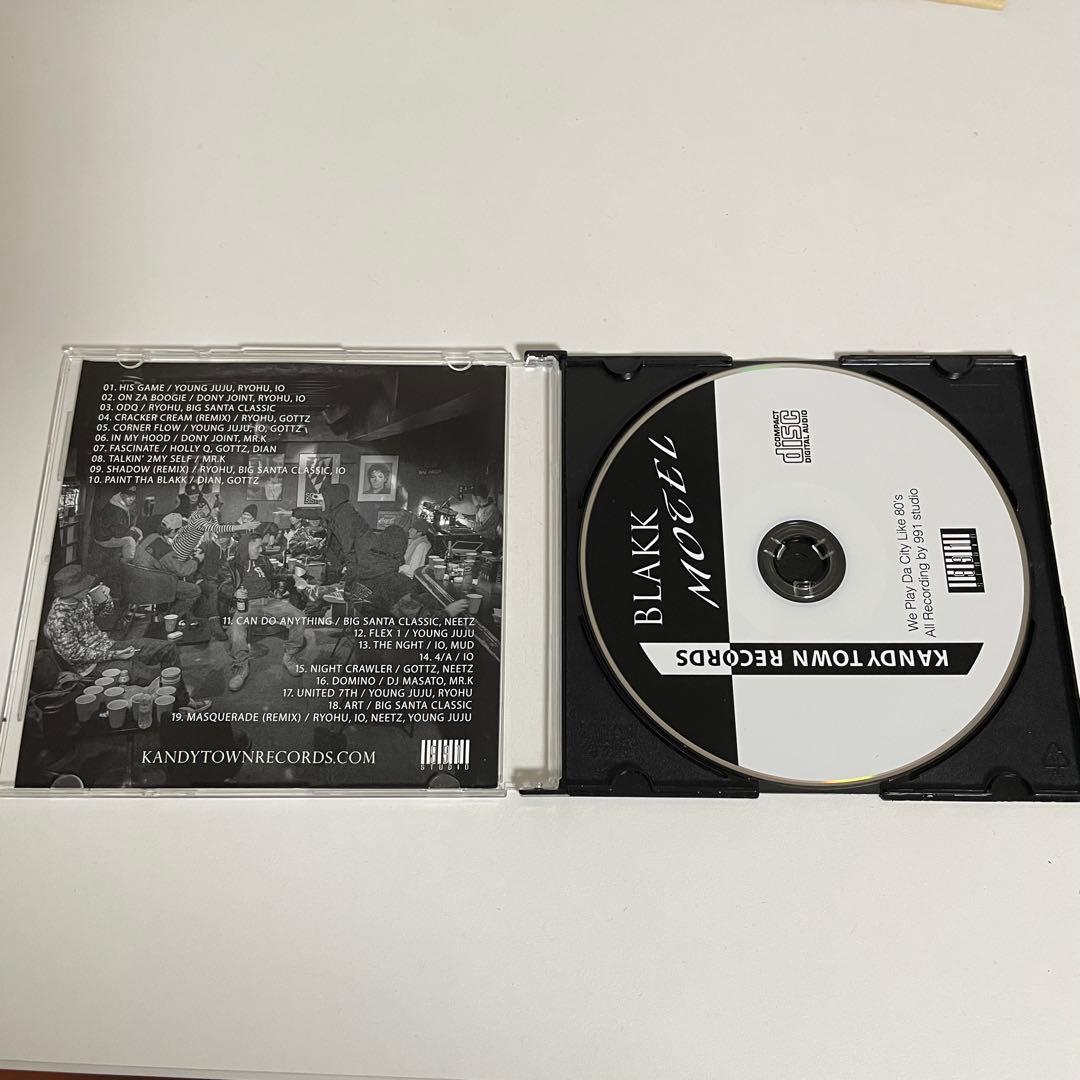 01. HIS GAME / YOUNG JUJU, RYOHU, IO
02. ON ZA BOOGIE / DONY JOINT, RYOHU, IO
03. ODQ / RYOHU, BIG SANTA CLASSIC
04. CRACKER CREAM (REMIX) / RYOHU, GOTTZ
05. CORNER FLOW / YOUNG JUJU, IO, GOTTZ
06. IN MY HOOD / DONY JOINT, MR.K
07. FASCINATE / HOLLY Q, GOTTZ, DIAN
08. TALKIN' 2MY SELF / MR.K
09. SHADOW (REMIX) / RYOHU, BIG SANTA CLASSIC, IO
10. PAINT THA BLAKK / DIAN, GOTTZ
11. CAN DO ANYTHING / BIG SANTA CLASSIC, NEETZ
12. FLEX 1 / YOUNG JUJU
13. THE NGHT / IO, MUD
14. 4/A / IO
15. NIGHT CRAWLER / GOTTZ, NEETZ
16. DOMINO / DJ MASATO, MR.K
17. UNITED 7TH / YOUNG JUJU, RYOHU
18. ART / BIG SANTA CLASSIC
19. MASQUERADE (REMIX) / RYOHU, IO, NEETZ, YOUNG JUJU
KANDYTOWNRECORDS.COM
991
STUDIO
BLAKK
MOTEL
KANDYTOWN RECORDS
COMPACT
disc
DIGITAL AUDIO
We Play Da City Like 80's
All Recording by 991 studio
991